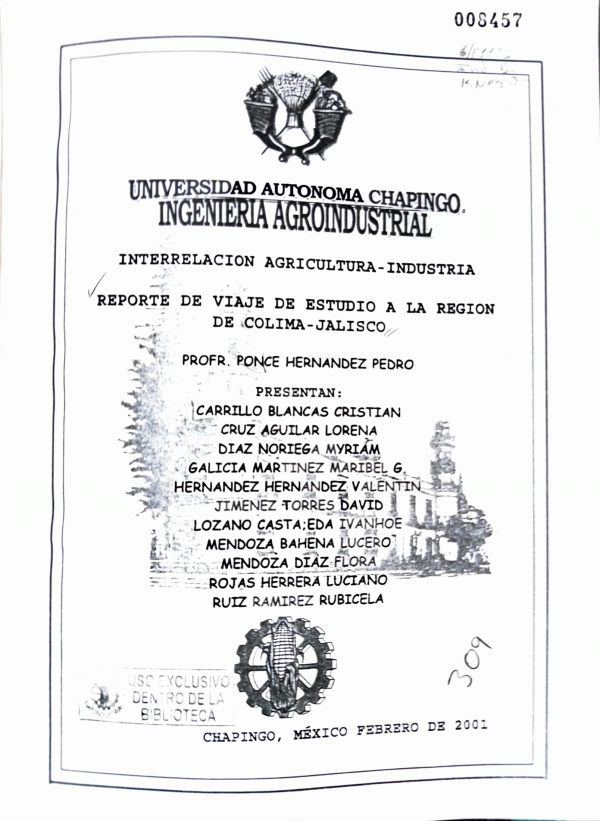 008457
UNIVERSIDAD AUTONOMA CHAPINGO.
INGENIERIA AGROINDUSTRIAL
INTERRELACION AGRICULTURA-INDUSTRIA
REPORTE DE VIAJE DE ESTUDIO A LA REGION
DE COLIMA-JALISCO
PROFR. PONCE HERNANDEZ PEDRO
PRESENTAN:
CARRILLO BLANCAS CRISTIAN
CRUZ AGUILAR LORENA
DIAZ NORIEGA MYRIAM
GALICIA MARTINEZ MARIBEL G.
HERNANDEZ HERNANDEZ VALENTIN
JIMENEZ TORRES DAVID
LOZANO CASTA;EDA IVANHOE
MENDOZA BAHENA LUCERO
MENDOZA DÍAZ FLORA
ROJAS HERRERA LUCIANO
RUIZ RAMIREZ RUBICELA
309
USO EXCLUSIVO
DENTRO DE LA
BIBLIOTECA
CHAPINGO, MÉXICO FEBRERO DE 2001